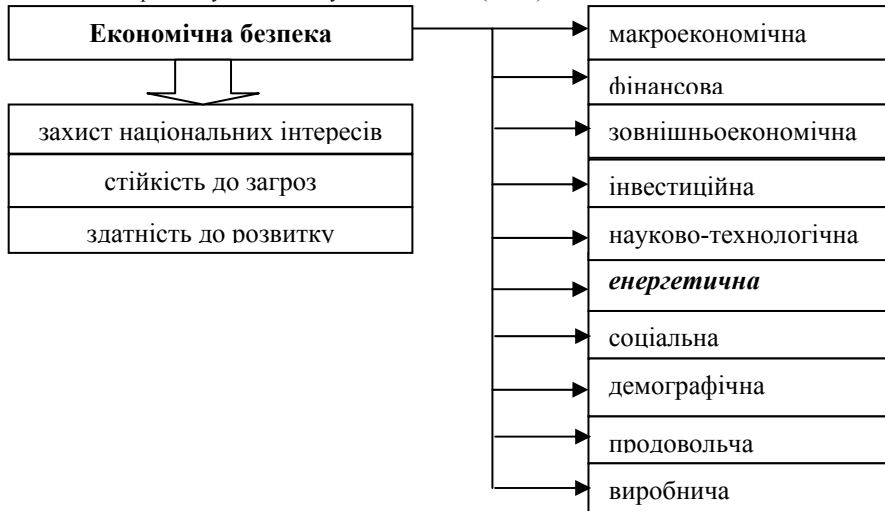 Економічна безпека
захист національних інтересів
стійкість до загроз
здатність до розвитку
макроекономічна
фінансова
зовнішньоекономічна
інвестиційна
науково-технологічна
енергетична
соціальна
демографічна
продовольча
виробнича